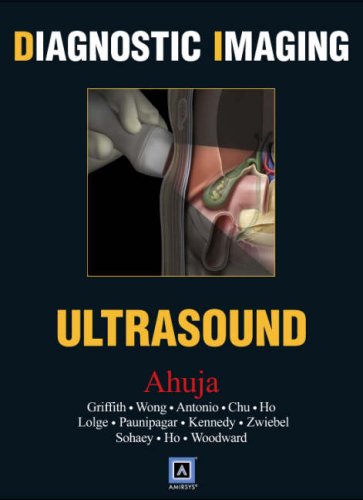 DIAGNOSTIC IMAGING
ULTRASOUND
Ahuja
Griffith • Wong • Antonio • Chu • Ho
Lolge • Paunipagar • Kennedy • Zwiebel
Sohaey • Ho • Woodward
A
AMIRSYS®